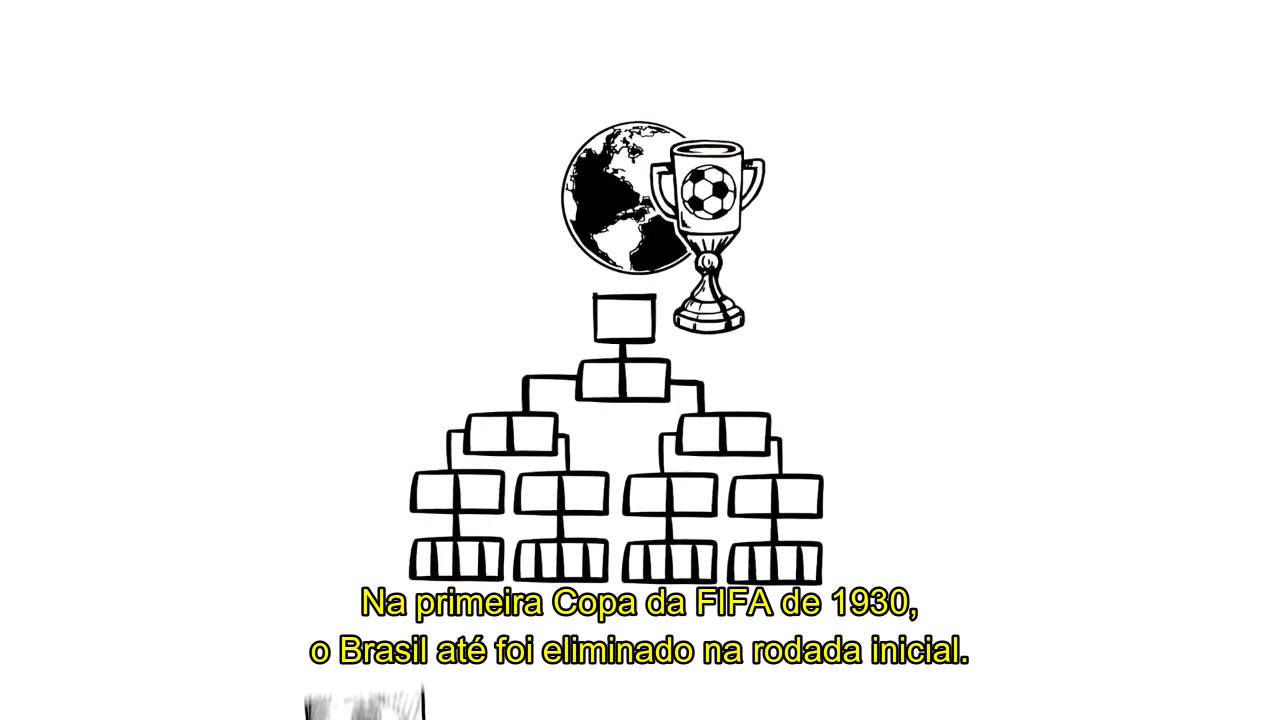 Na primeira Copa da FIFA de 1930,
o Brasil até foi eliminado na rodada inicial.